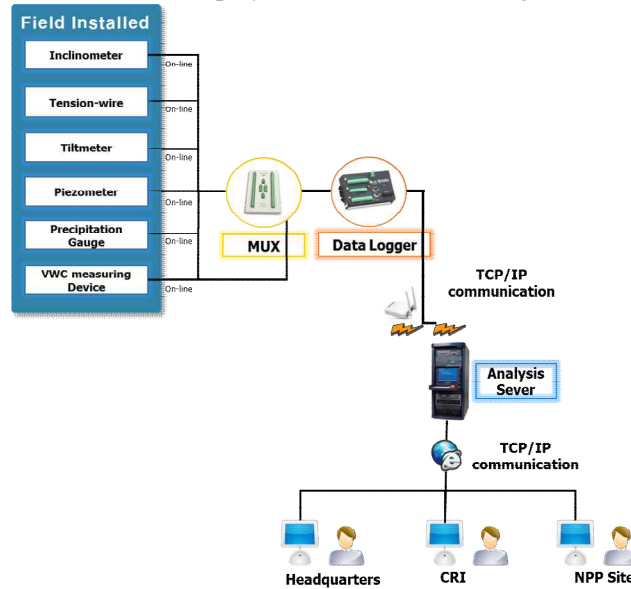 Field Installed
Inclinometer
On-line
Tension-wire
On-line
Tiltmeter
On-line
Piezometer
On-line
Precipitation
Gauge
On-line
VWC measuring
Device
On-line
MUX
Data Logger
TCP/IP
communication
Analysis
Sever
TCP/IP
communication
Headquarters
CRI
NPP Site